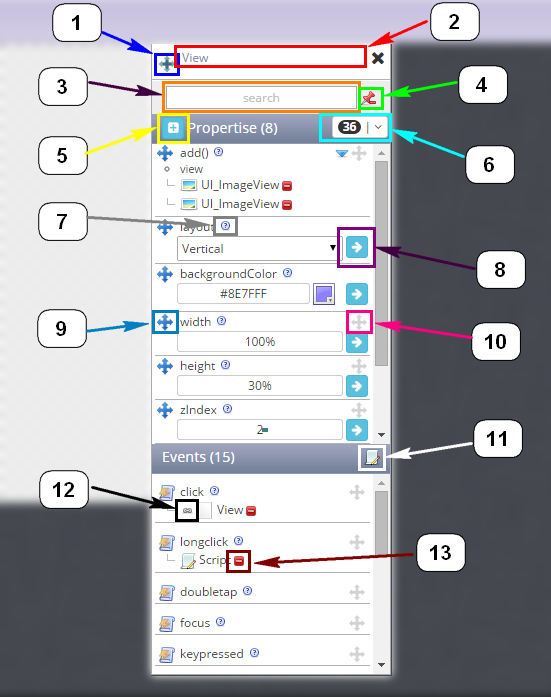 1
2
View
3
search
4
5
Propertise (8)
36
6
add()
view
UI_ImageView
UI_ImageView
7
layout
Vertical
8
backgroundColor
#8E7FFF
9
width
10
100%
height
30%
zIndex
2
11
Events (15)
12
click
View
longclick
Script
13
doubletap
focus
keypressed